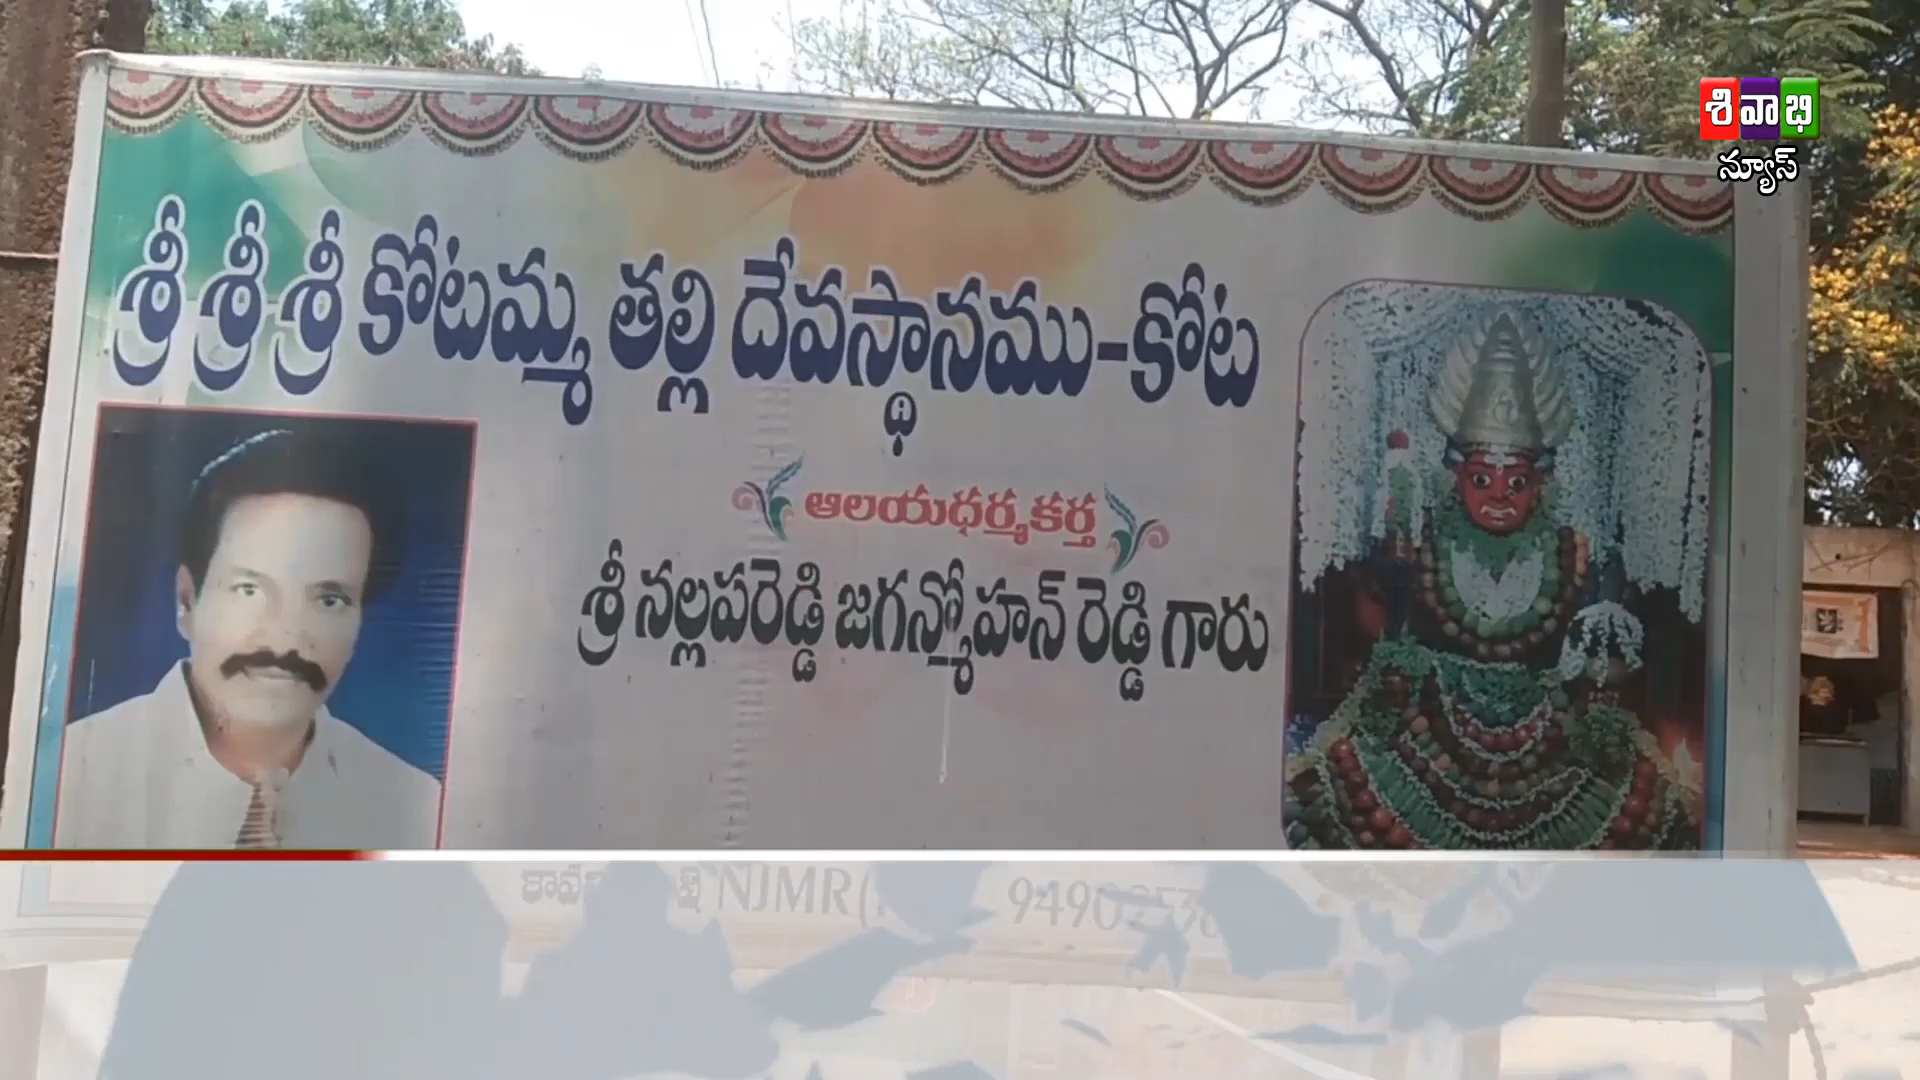 శివాభి
న్యూస్
శ్రీ శ్రీ శ్రీ కోటమ్మ తల్లి దేవస్థానము-కోట
ఆలయధర్మకర్త
శ్రీ నల్లపరెడ్డి జగన్మోహన్ రెడ్డి గారు
NJMR